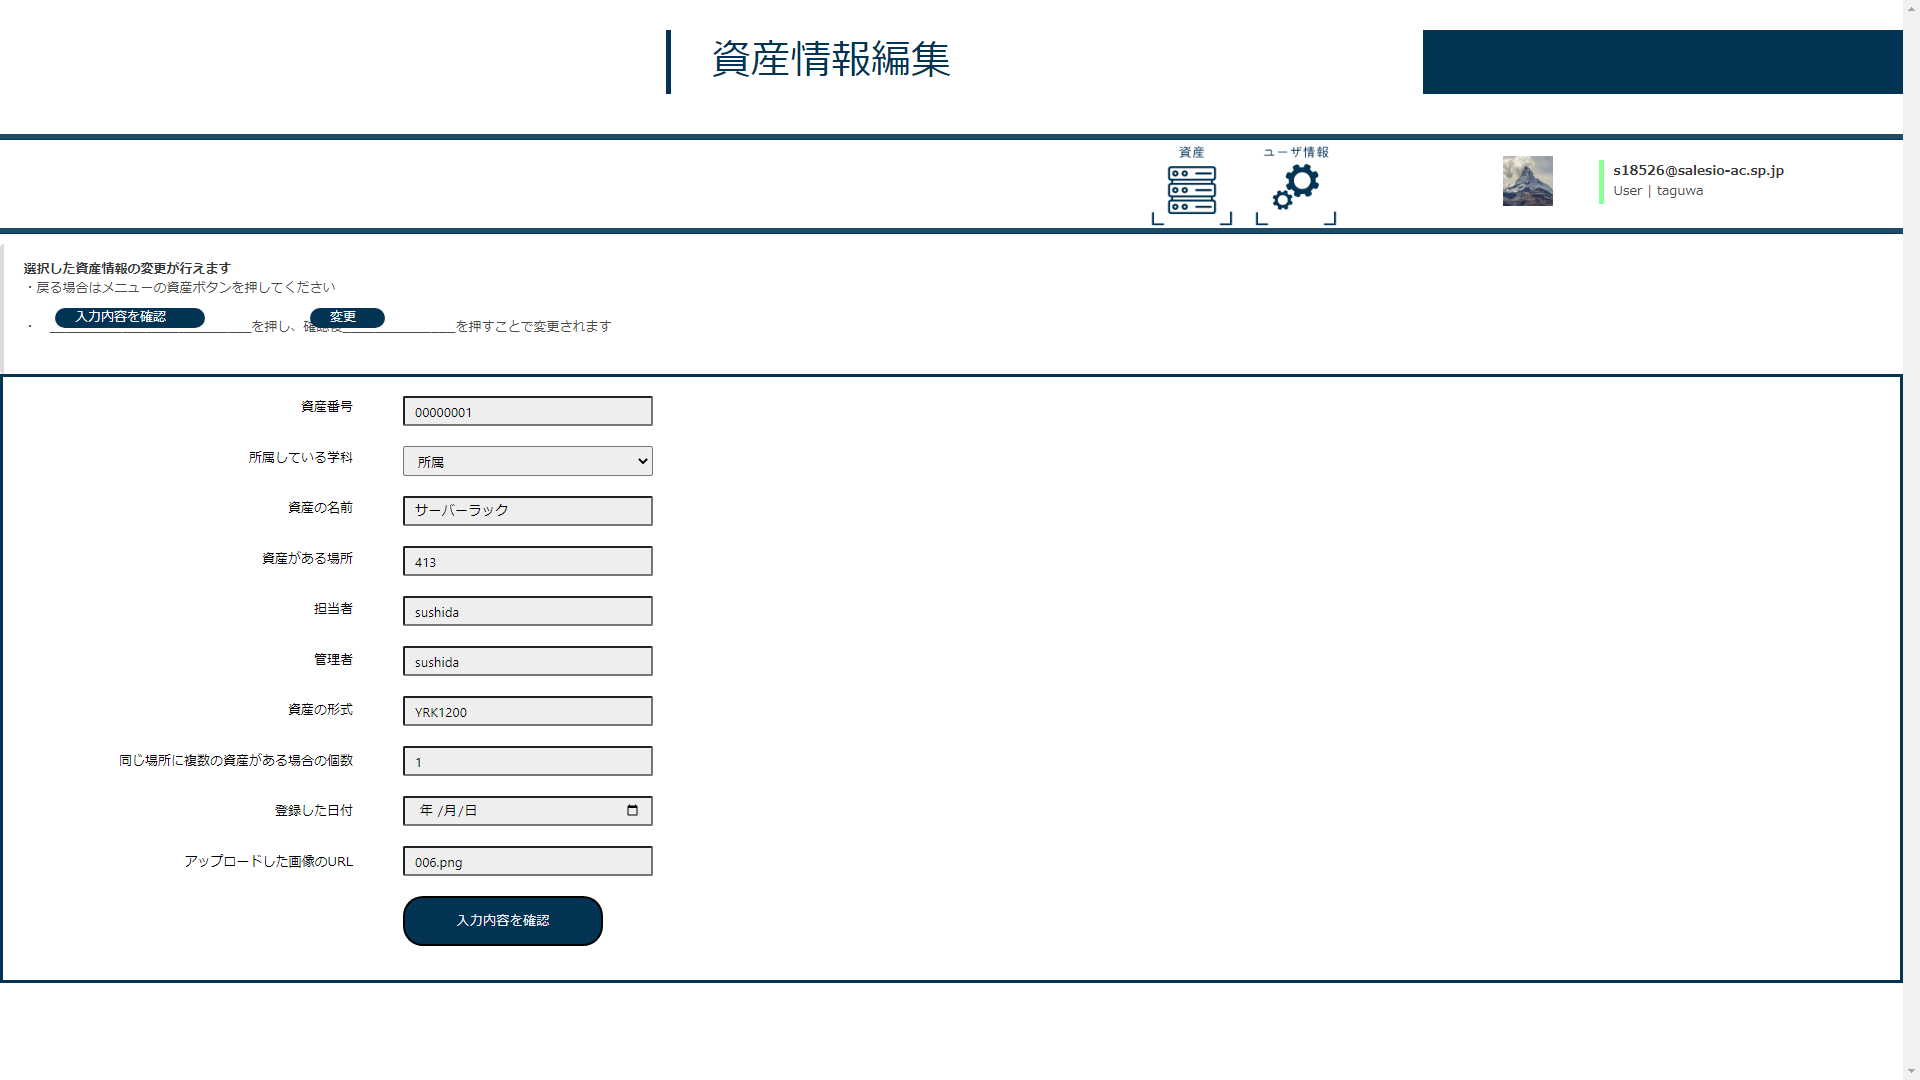 資産情報編集
資産
ユーザ情報
s18526@salesio-ac.sp.jp
User | taguwa
選択した資産情報の変更が行えます
・戻る場合はメニューの資産ボタンを押してください
・ 入力内容を確認 を押し、確認後 変更 を押すことで変更されます
資産番号 00000001
所属している学科 所属
資産の名前 サーバーラック
資産がある場所 413
担当者 sushida
管理者 sushida
資産の形式 YRK1200
同じ場所に複数の資産がある場合の個数 1
登録した日付 年 /月/日
アップロードした画像のURL 006.png
入力内容を確認